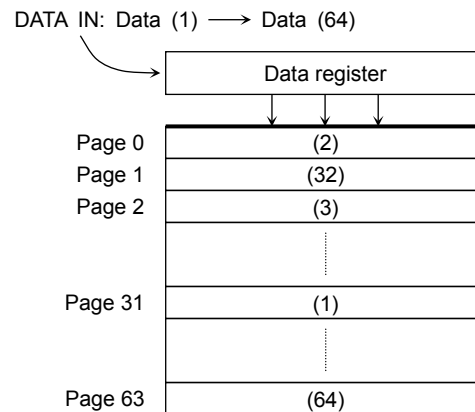 DATA IN: Data (1) → Data (64)
Data register
Page 0 (2)
Page 1 (32)
Page 2 (3)
Page 31 (1)
Page 63 (64)